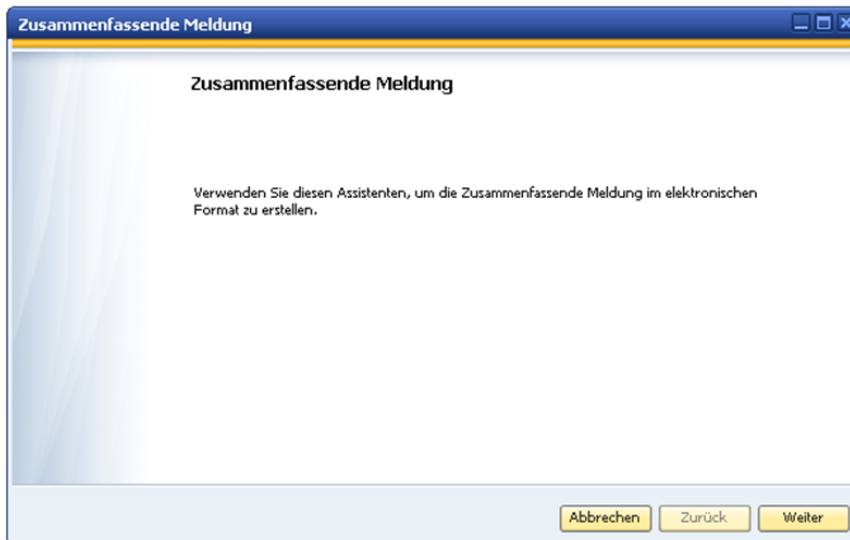 Zusammenfassende Meldung
Zusammenfassende Meldung
Verwenden Sie diesen Assistenten, um die Zusammenfassende Meldung im elektronischen
Format zu erstellen.
Abbrechen Zurück Weiter